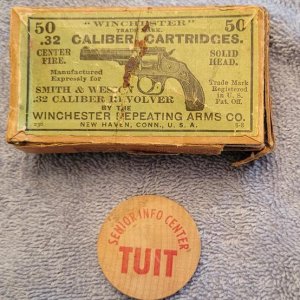 "WINCHESTER"
TRADE MARK.
50 50
.32 CALIBER CARTRIDGES.
CENTER FIRE.
SOLID HEAD.
Manufactured
Expressly for
SMITH & WESSON
.32 CALIBER REVOLVER
Trade Mark
Registered
in U. S.
Pat. Off.
BY THE
WINCHESTER REPEATING ARMS CO.
NEW HAVEN, CONN., U. S. A.
SENIOR INFO CENTER
TUIT